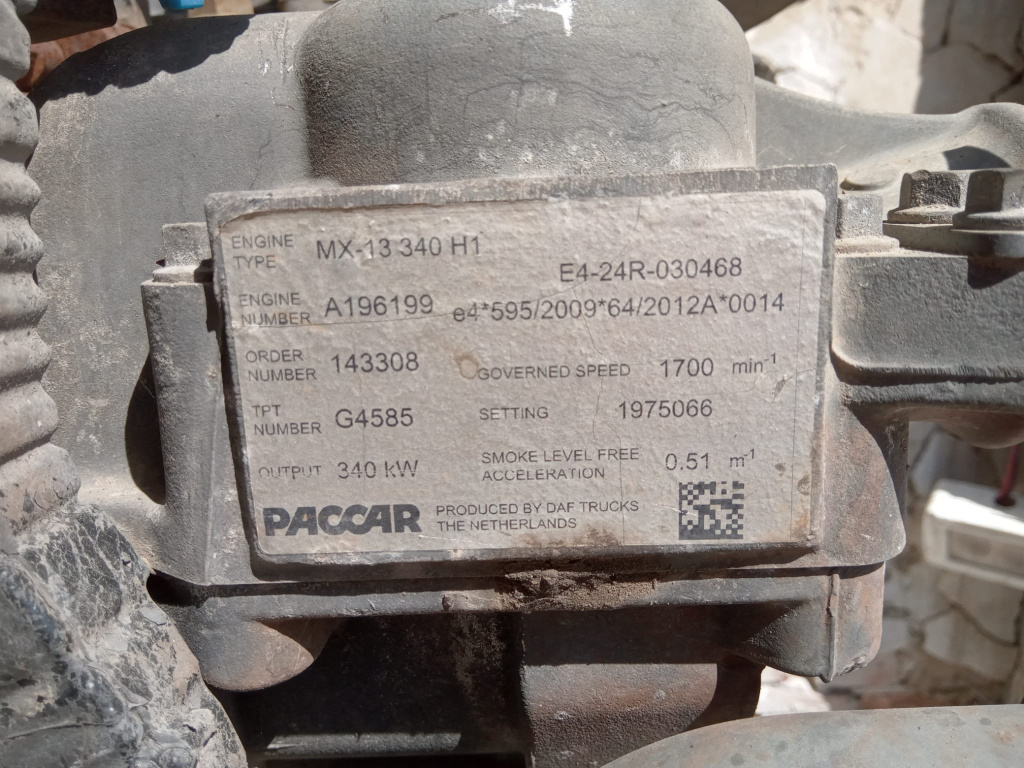 ENGINE TYPE MX-13 340 H1
E4-24R-030468
ENGINE NUMBER A196199 e4*595/2009*64/2012A*0014
ORDER NUMBER 143308 GOVERNED SPEED 1700 min-1
TPT NUMBER G4585 SETTING 1975066
OUTPUT 340 kW SMOKE LEVEL FREE ACCELERATION 0.51 m-1
PACCAR PRODUCED BY DAF TRUCKS
THE NETHERLANDS